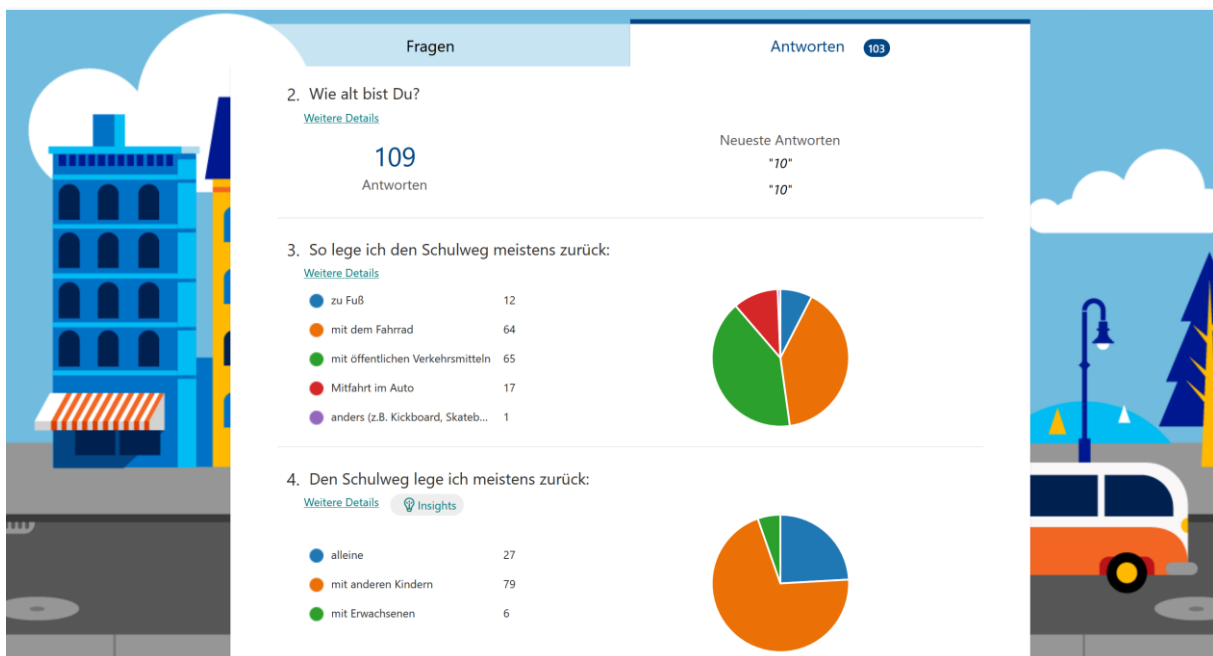 Fragen
Antworten 103
2. Wie alt bist Du?
Weitere Details
109
Antworten
Neueste Antworten
"10"
"10"
3. So lege ich den Schulweg meistens zurück:
Weitere Details
zu Fuß 12
mit dem Fahrrad 64
mit öffentlichen Verkehrsmitteln 65
Mitfahrt im Auto 17
anders (z.B. Kickboard, Skateb... 1
4. Den Schulweg lege ich meistens zurück:
Weitere Details Insights
alleine 27
mit anderen Kindern 79
mit Erwachsenen 6